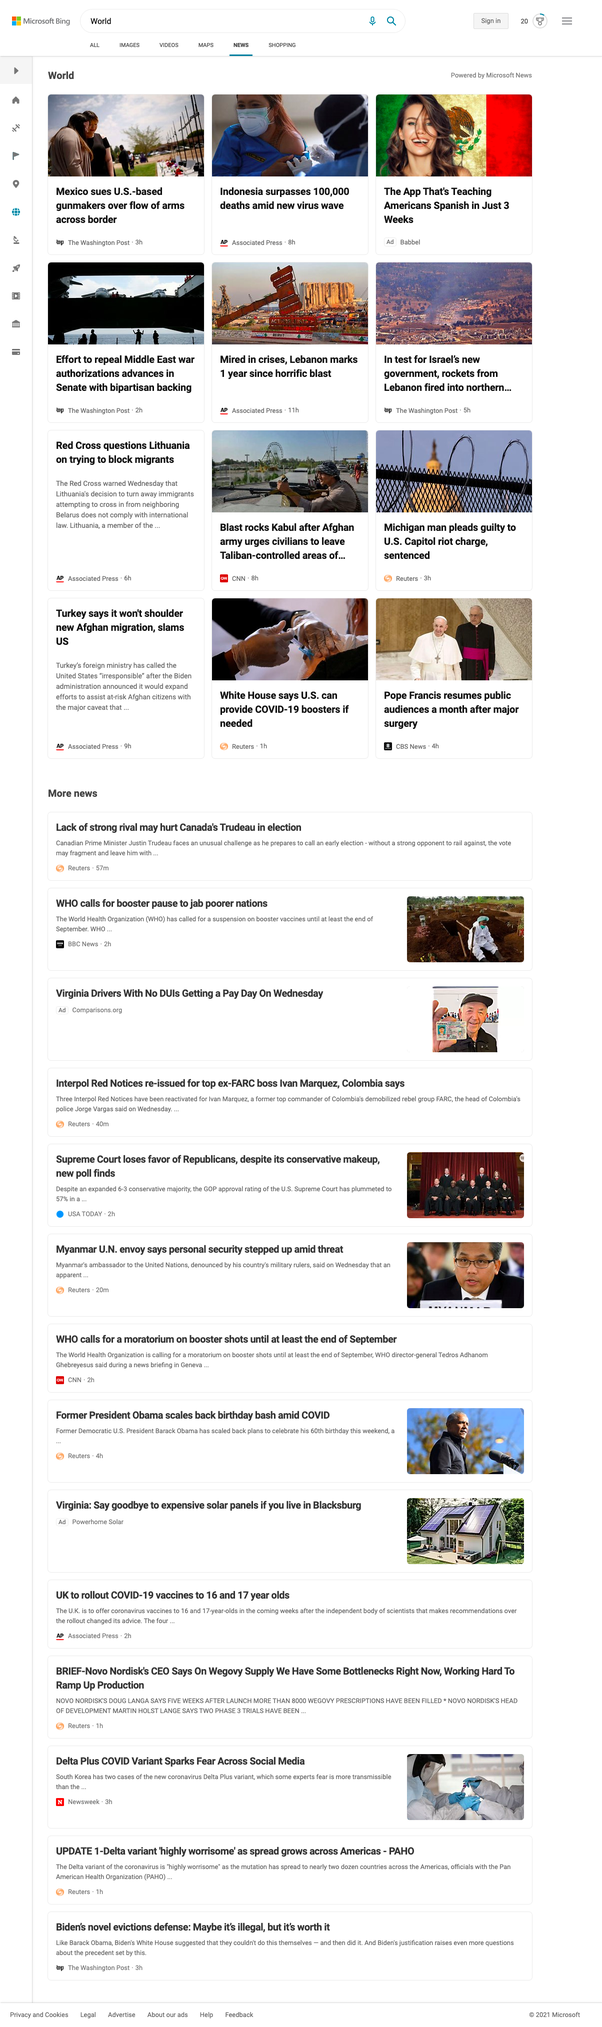 Microsoft Bing
World
Sign in
20
ALL
IMAGES
VIDEOS
MAPS
NEWS
SHOPPING
World
Powered by Microsoft News
Mexico sues U.S.-based
gunmakers over flow of arms
across border
The Washington Post · 3h
Indonesia surpasses 100,000
deaths amid new virus wave
AP Associated Press · 8h
The App That's Teaching
Americans Spanish in Just 3
Weeks
Ad Babbel
Effort to repeal Middle East war
authorizations advances in
Senate with bipartisan backing
The Washington Post · 2h
Mired in crises, Lebanon marks
1 year since horrific blast
AP Associated Press · 11h
In test for Israel's new
government, rockets from
Lebanon fired into northern...
The Washington Post · 5h
Red Cross questions Lithuania
on trying to block migrants
The Red Cross warned Wednesday that
Lithuania's decision to turn away immigrants
attempting to cross in from neighboring
Belarus does not comply with international
law. Lithuania, a member of the ...
AP Associated Press · 6h
Blast rocks Kabul after Afghan
army urges civilians to leave
Taliban-controlled areas of...
CNN · 8h
Michigan man pleads guilty to
U.S. Capitol riot charge,
sentenced
Reuters · 3h
Turkey says it won't shoulder
new Afghan migration, slams
US
Turkey's foreign ministry has called the
United States "irresponsible" after the Biden
administration announced it would expand
efforts to assist at-risk Afghan citizens with
the major caveat that ...
AP Associated Press · 9h
White House says U.S. can
provide COVID-19 boosters if
needed
Reuters · 1h
Pope Francis resumes public
audiences a month after major
surgery
CBS News · 4h
More news
Lack of strong rival may hurt Canada's Trudeau in election
Canadian Prime Minister Justin Trudeau faces an unusual challenge as he prepares to call an early election - without a strong opponent to rail against, the vote
may fragment and leave him with ...
Reuters · 57m
WHO calls for booster pause to jab poorer nations
The World Health Organization (WHO) has called for a suspension on booster vaccines until at least the end of
September. WHO ...
BBC News · 2h
Virginia Drivers With No DUIs Getting a Pay Day On Wednesday
Ad Comparisons.org
Interpol Red Notices re-issued for top ex-FARC boss Ivan Marquez, Colombia says
Three Interpol Red Notices have been reactivated for Ivan Marquez, a former top commander of Colombia's demobilized rebel group FARC, the head of Colombia's
police Jorge Vargas said on Wednesday. ...
Reuters · 40m
Supreme Court loses favor of Republicans, despite its conservative makeup,
new poll finds
Despite an expanded 6-3 conservative majority, the GOP approval rating of the U.S. Supreme Court has plummeted to
57% in a ...
USA TODAY · 2h
Myanmar U.N. envoy says personal security stepped up amid threat
Myanmar's ambassador to the United Nations, denounced by his country's military rulers, said on Wednesday that an
apparent ...
Reuters · 20m
MYANMAR
WHO calls for a moratorium on booster shots until at least the end of September
The World Health Organization is calling for a moratorium on booster shots until at least the end of September, WHO director-general Tedros Adhanom
Ghebreyesus said during a news briefing in Geneva ...
CNN · 2h
Former President Obama scales back birthday bash amid COVID
Former Democratic U.S. President Barack Obama has scaled back plans to celebrate his 60th birthday this weekend, a
...
Reuters · 4h
Virginia: Say goodbye to expensive solar panels if you live in Blacksburg
Ad Powerhome Solar
UK to rollout COVID-19 vaccines to 16 and 17 year olds
The U.K. is to offer coronavirus vaccines to 16 and 17-year-olds in the coming weeks after the independent body of scientists that makes recommendations over
the rollout changed its advice. The four ...
AP Associated Press · 2h
BRIEF-Novo Nordisk's CEO Says On Wegovy Supply We Have Some Bottlenecks Right Now, Working Hard To
Ramp Up Production
NOVO NORDISK'S DOUG LANGA SAYS FIVE WEEKS AFTER LAUNCH MORE THAN 8000 WEGOVY PRESCRIPTIONS HAVE BEEN FILLED * NOVO NORDISK'S HEAD
OF DEVELOPMENT MARTIN HOLST LANGE SAYS TWO PHASE 3 TRIALS HAVE BEEN ...
Reuters · 1h
Delta Plus COVID Variant Sparks Fear Across Social Media
South Korea has two cases of the new coronavirus Delta Plus variant, which some experts fear is more transmissible
than the ...
N Newsweek · 3h
UPDATE 1-Delta variant 'highly worrisome' as spread grows across Americas - PAHO
The Delta variant of the coronavirus is "highly worrisome" as the mutation has spread to nearly two dozen countries across the Americas, officials with the Pan
American Health Organization (PAHO) ...
Reuters · 1h
Biden's novel evictions defense: Maybe it's illegal, but it's worth it
Like Barack Obama, Biden's White House suggested that they couldn't do this themselves — and then did it. And Biden's justification raises even more questions
about the precedent set by this.
The Washington Post · 3h
Privacy and Cookies
Legal
Advertise
About our ads
Help
Feedback
© 2021 Microsoft